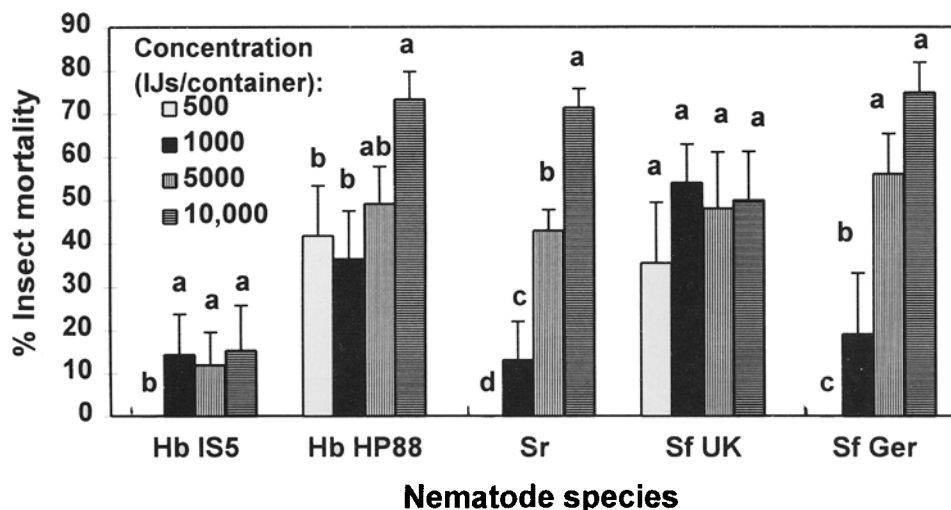 % Insect mortality
90
80
70
60
50
40
30
20
10
0
Concentration
(IJs/container):
500
1000
5000
10,000
b
a
a
a
b
b
ab
a
d
c
b
a
a
a
a
a
c
b
a
a
Hb IS5
Hb HP88
Sr
Sf UK
Sf Ger
Nematode species